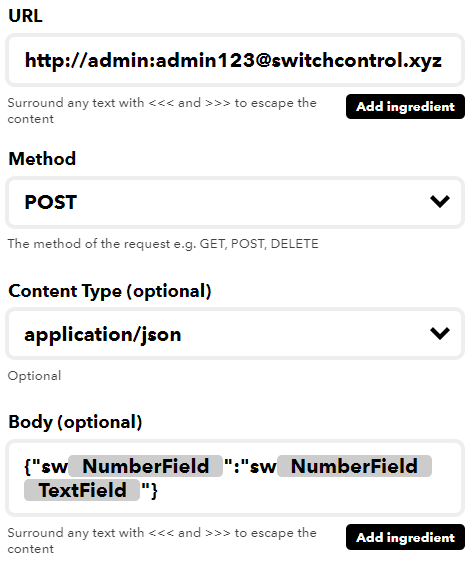 URL
http://admin:admin123@switchcontrol.xyz
Surround any text with <<< and >>> to escape the
content
Add ingredient
Method
POST
The method of the request e.g. GET, POST, DELETE
Content Type (optional)
application/json
Optional
Body (optional)
{"sw NumberField ":"sw NumberField
TextField "}
Surround any text with <<< and >>> to escape the
content
Add ingredient